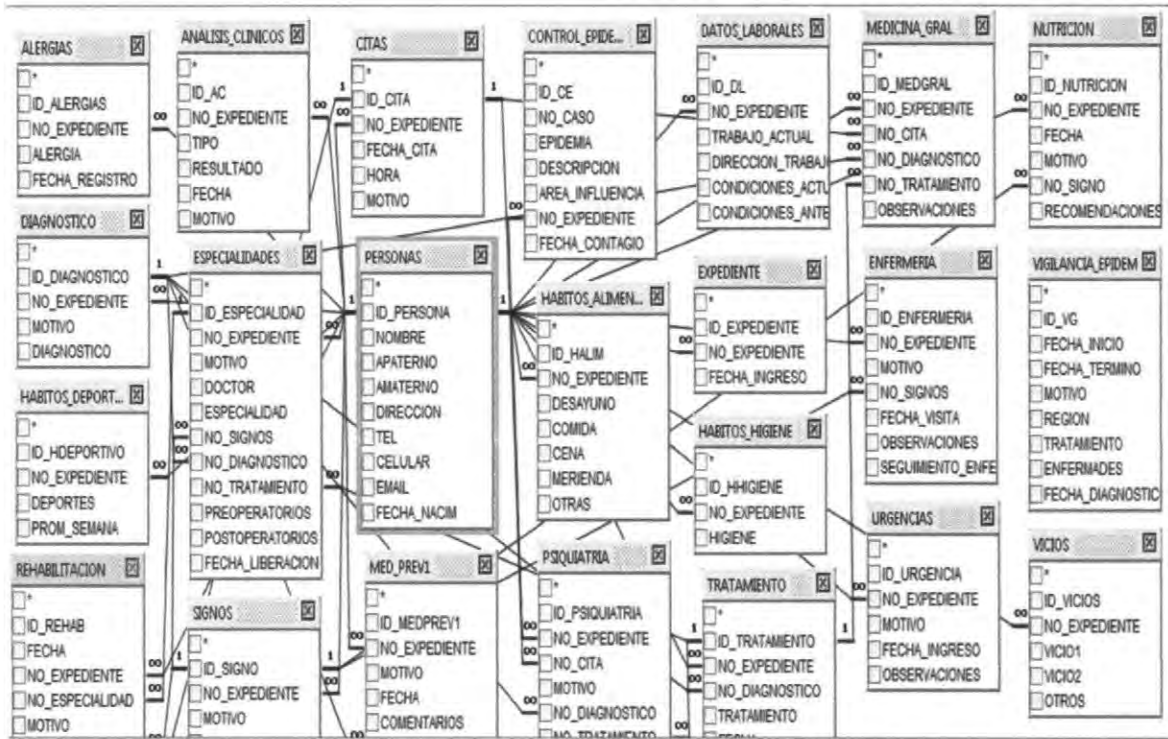 ALERGIAS
*
ID_ALERGIAS
NO_EXPEDIENTE
ALERGIA
FECHA_REGISTRO
ANALISIS_CLINICOS
*
ID_AC
NO_EXPEDIENTE
TIPO
RESULTADO
FECHA
MOTIVO
CITAS
*
ID_CITA
NO_EXPEDIENTE
FECHA_CITA
HORA
MOTIVO
CONTROL_EPIDE...
*
ID_CE
NO_CASO
EPIDEMIA
DESCRIPCION
AREA_INFLUENCIA
NO_EXPEDIENTE
FECHA_CONTAGIO
DATOS_LABORALES
*
ID_DL
NO_EXPEDIENTE
TRABAJO_ACTUAL
DIRECCION_TRABAJ
CONDICIONES_ACTU
CONDICIONES_ANTE
MEDICINA_GRAL
*
ID_MEDGRAL
NO_EXPEDIENTE
NO_CITA
NO_DIAGNOSTICO
NO_TRATAMIENTO
OBSERVACIONES
NUTRICION
*
ID_NUTRICION
NO_EXPEDIENTE
FECHA
MOTIVO
NO_SIGNO
RECOMENDACIONES
DIAGNOSTICO
*
ID_DIAGNOSTICO
NO_EXPEDIENTE
MOTIVO
DIAGNOSTICO
ESPECIALIDADES
*
ID_ESPECIALIDAD
NO_EXPEDIENTE
MOTIVO
DOCTOR
ESPECIALIDAD
NO_SIGNOS
NO_DIAGNOSTICO
NO_TRATAMIENTO
PREOPERATORIOS
POSTOPERATORIOS
FECHA_LIBERACION
PERSONAS
*
ID_PERSONA
NOMBRE
APATERNO
AMATERNO
DIRECCION
TEL
CELULAR
EMAIL
FECHA_NACIM
HABITOS_ALIMEN...
*
ID_HALIM
NO_EXPEDIENTE
DESAYUNO
COMIDA
CENA
MERIENDA
OTRAS
EXPEDIENTE
*
ID_EXPEDIENTE
NO_EXPEDIENTE
FECHA_INGRESO
ENFERMERIA
*
ID_ENFERMERIA
NO_EXPEDIENTE
MOTIVO
NO_SIGNOS
FECHA_VISITA
OBSERVACIONES
SEGUIMIENTO_ENFE
VIGILANCIA_EPIDEM
*
ID_VG
FECHA_INICIO
FECHA_TERMINO
MOTIVO
REGION
TRATAMIENTO
ENFERMADES
FECHA_DIAGNOSTIC
HABITOS_DEPORT...
*
ID_HDEPORTIVO
NO_EXPEDIENTE
DEPORTES
PROM_SEMANA
HABITOS_HIGIENE
*
ID_HHIGIENE
NO_EXPEDIENTE
HIGIENE
URGENCIAS
*
ID_URGENCIA
NO_EXPEDIENTE
MOTIVO
FECHA_INGRESO
OBSERVACIONES
VICIOS
*
ID_VICIOS
NO_EXPEDIENTE
VICIO1
VICIO2
OTROS
REHABILITACION
*
ID_REHAB
FECHA
NO_EXPEDIENTE
NO_ESPECIALIDAD
MOTIVO
SIGNOS
*
ID_SIGNO
NO_EXPEDIENTE
MOTIVO
MED_PREV1
*
ID_MEDPREV1
NO_EXPEDIENTE
MOTIVO
FECHA
COMENTARIOS
PSIQUIATRIA
*
ID_PSIQUIATRIA
NO_EXPEDIENTE
NO_CITA
MOTIVO
NO_DIAGNOSTICO
NO_TRATAMIENTO
TRATAMIENTO
*
ID_TRATAMIENTO
NO_EXPEDIENTE
NO_DIAGNOSTICO
TRATAMIENTO
FECHA